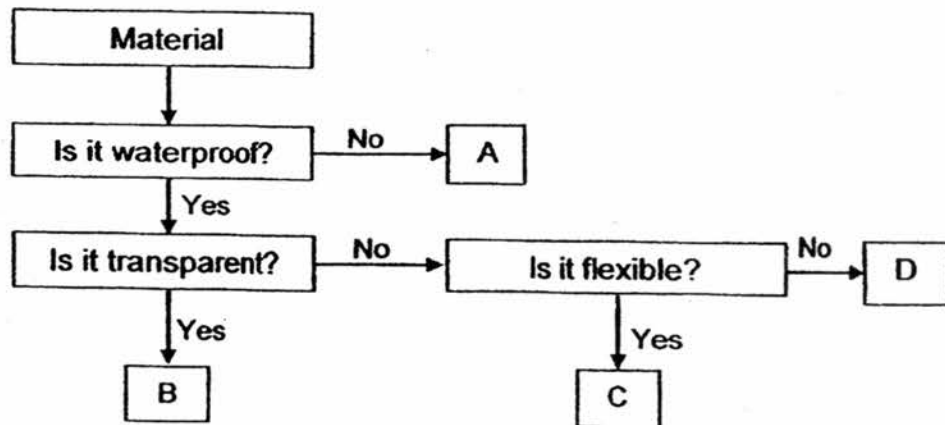 Material
Is it waterproof?
No
A
Yes
Is it transparent?
No
Is it flexible?
No
D
Yes
B
Yes
C